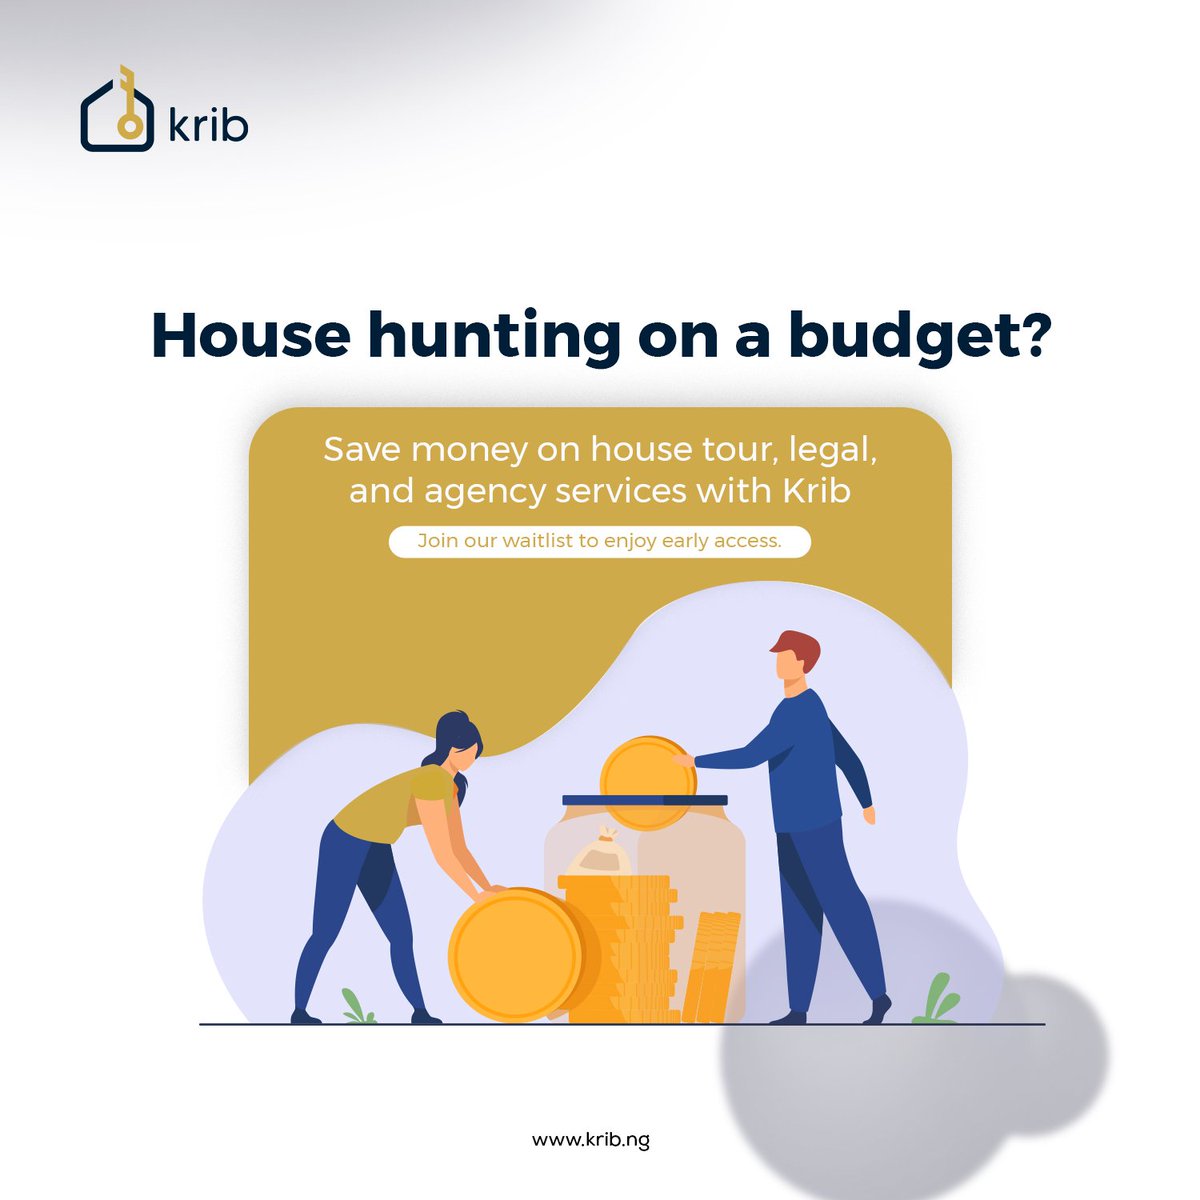 krib
House hunting on a budget?
Save money on house tour, legal,
and agency services with Krib
Join our waitlist to enjoy early access.
www.krib.ng